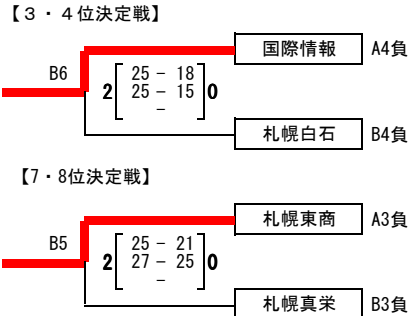 【３・４位決定戦】
国際情報 A4負
B6
2 25 － 18 0
25 － 15
－
札幌白石 B4負
【7・8位決定戦】
札幌東商 A3負
B5
2 25 － 21 0
27 － 25
－
札幌真栄 B3負